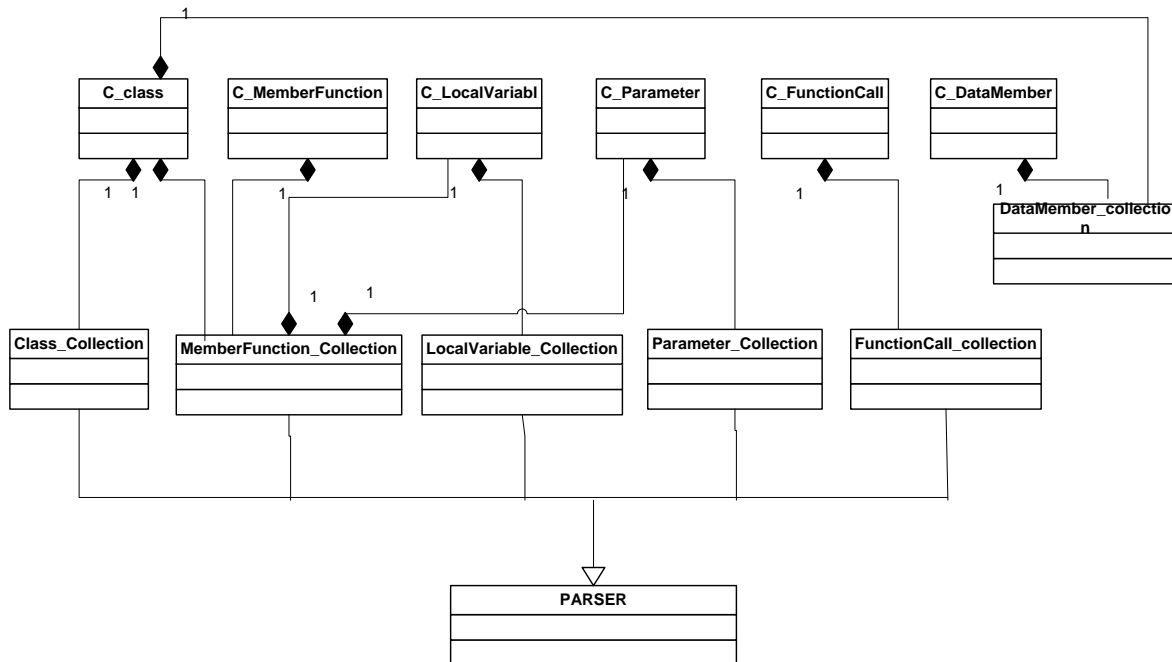 1
C_class
C_MemberFunction
C_LocalVariabl
C_Parameter
C_FunctionCall
C_DataMember
1
1
1
1
1
1
1
DataMember_collectio
n
1
1
Class_Collection
MemberFunction_Collection
LocalVariable_Collection
Parameter_Collection
FunctionCall_collection
PARSER